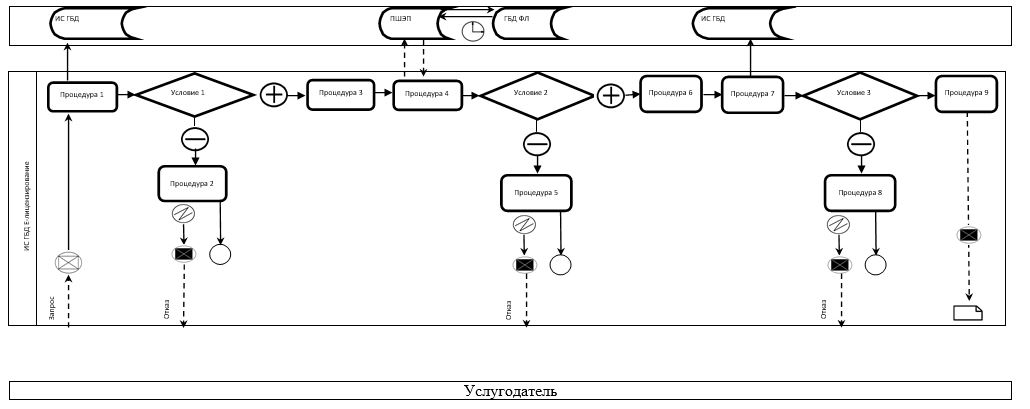 ИС ГБД
ПШЭП
ГБД ФЛ
ИС ГБД
ИС ГБД Е-лицензирование
Процедура 1
Условие 1
Процедура 3
Процедура 4
Условие 2
Процедура 6
Процедура 7
Условие 3
Процедура 9
Процедура 2
Процедура 5
Процедура 8
Запрос
Отказ
Отказ
Отказ
Услугодатель